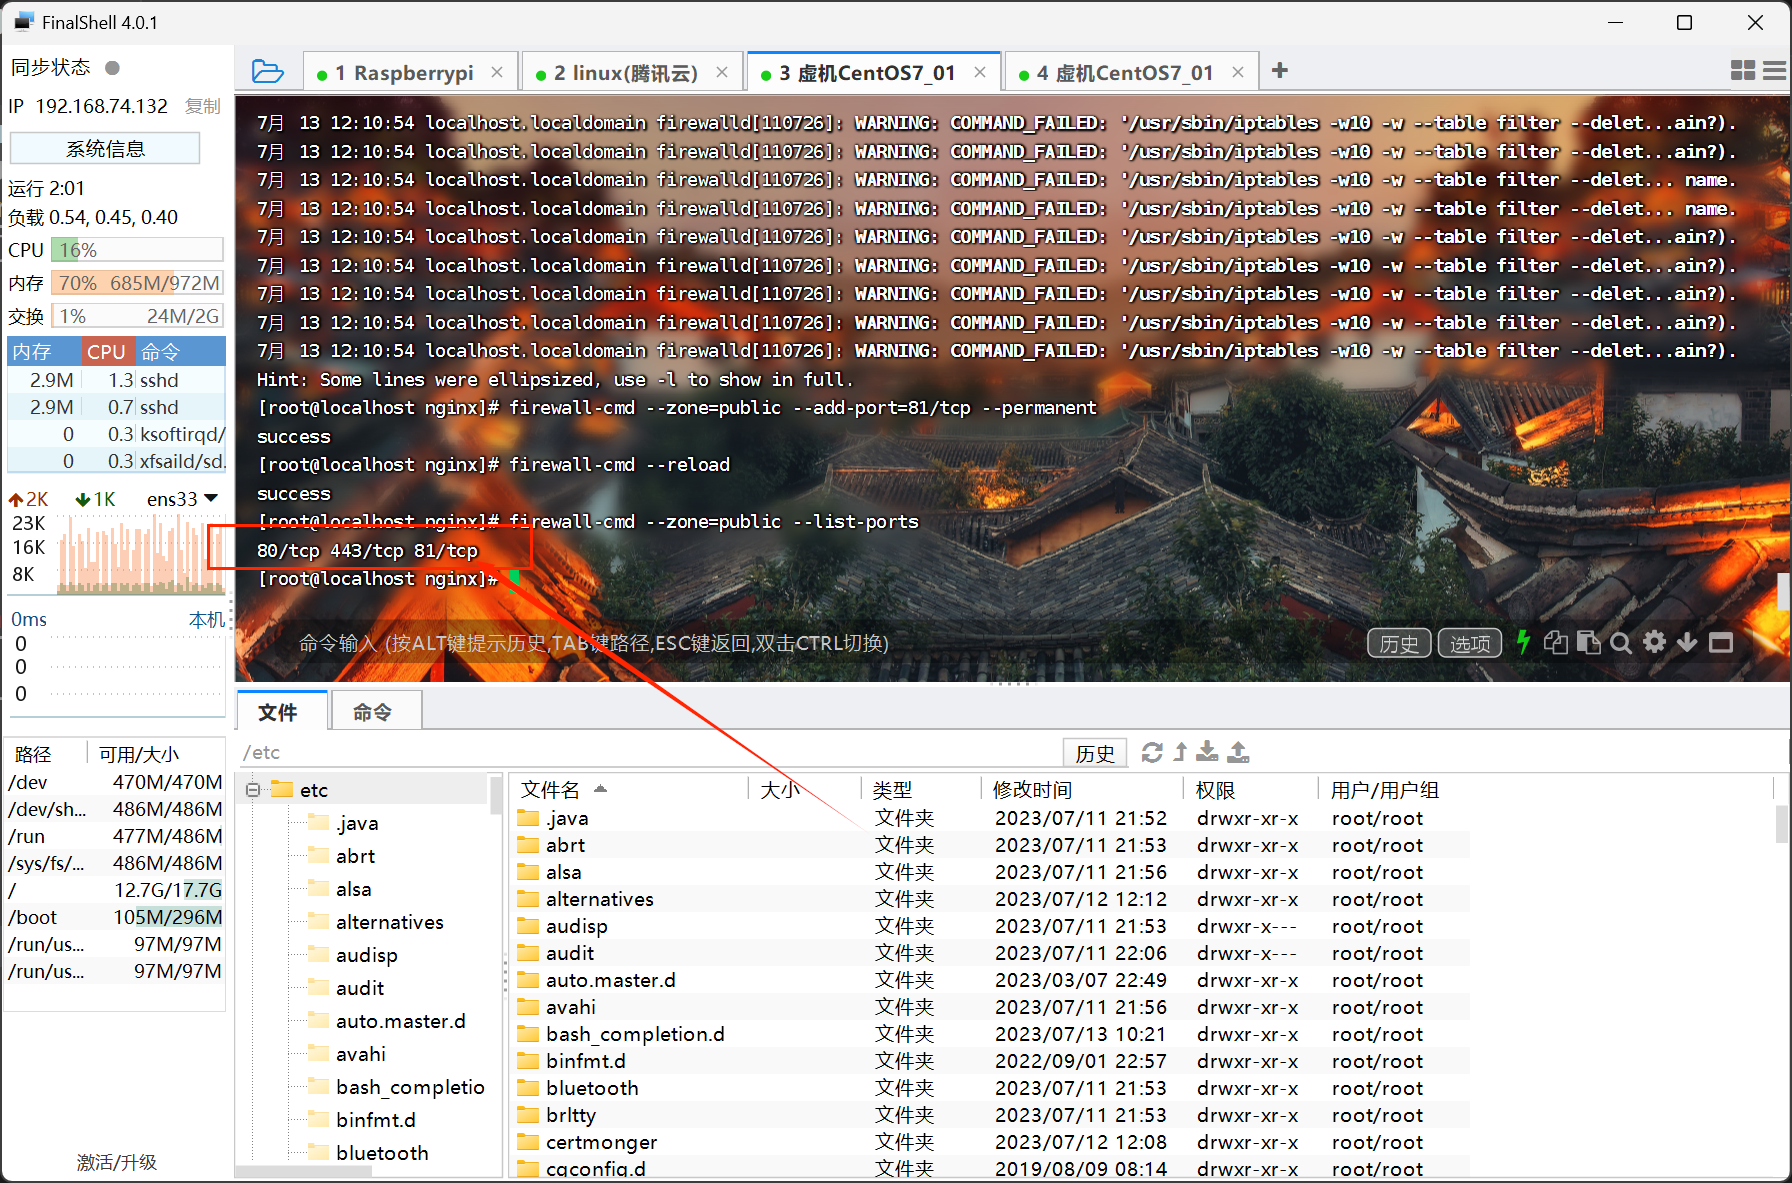 FinalShell 4.0.1
同步状态
IP 192.168.74.132 复制
系统信息
运行 2:01
负载 0.54, 0.45, 0.40
CPU 16%
内存 70% 685M/972M
交换 1% 24M/2G
内存 CPU 命令
2.9M 1.3 sshd
2.9M 0.7 sshd
0 0.3 ksoftirqd/
0 0.3 xfsaild/sd.
2K 1K ens33
23K
16K
8K
0ms 本机
0
0
0
路径 可用/大小
/dev 470M/470M
/dev/sh... 486M/486M
/run 477M/486M
/sys/fs/... 486M/486M
/ 12.7G/17.7G
/boot 105M/296M
/run/us... 97M/97M
/run/us... 97M/97M
激活/升级
1 Raspberrypi
2 linux(腾讯云)
3 虚机CentOS7_01
4 虚机CentOS7_01
7月 13 12:10:54 localhost.localdomain firewalld[110726]: WARNING: COMMAND_FAILED: '/usr/sbin/iptables -w10 -w --table filter --delet...ain?).
7月 13 12:10:54 localhost.localdomain firewalld[110726]: WARNING: COMMAND_FAILED: '/usr/sbin/iptables -w10 -w --table filter --delet...ain?).
7月 13 12:10:54 localhost.localdomain firewalld[110726]: WARNING: COMMAND_FAILED: '/usr/sbin/iptables -w10 -w --table filter --delet... name.
7月 13 12:10:54 localhost.localdomain firewalld[110726]: WARNING: COMMAND_FAILED: '/usr/sbin/iptables -w10 -w --table filter --delet... name.
7月 13 12:10:54 localhost.localdomain firewalld[110726]: WARNING: COMMAND_FAILED: '/usr/sbin/iptables -w10 -w --table filter --delet...ain?).
7月 13 12:10:54 localhost.localdomain firewalld[110726]: WARNING: COMMAND_FAILED: '/usr/sbin/iptables -w10 -w --table filter --delet...ain?).
7月 13 12:10:54 localhost.localdomain firewalld[110726]: WARNING: COMMAND_FAILED: '/usr/sbin/iptables -w10 -w --table filter --delet...ain?).
7月 13 12:10:54 localhost.localdomain firewalld[110726]: WARNING: COMMAND_FAILED: '/usr/sbin/iptables -w10 -w --table filter --delet...ain?).
7月 13 12:10:54 localhost.localdomain firewalld[110726]: WARNING: COMMAND_FAILED: '/usr/sbin/iptables -w10 -w --table filter --delet...ain?).
Hint: Some lines were ellipsized, use -l to show in full.
[root@localhost nginx]# firewall-cmd --zone=public --add-port=81/tcp --permanent
success
[root@localhost nginx]# firewall-cmd --reload
success
[root@localhost nginx]# firewall-cmd --zone=public --list-ports
80/tcp 443/tcp 81/tcp
[root@localhost nginx]#
命令输入 (按ALT键提示历史,TAB键路径,ESC键返回,双击CTRL切换)
历史 选项
文件 命令
/etc 历史
etc
.java
abrt
alsa
alternatives
audisp
audit
auto.master.d
avahi
bash_completio
binfmt.d
bluetooth
文件名 大小 类型 修改时间 权限 用户/用户组
.java 文件夹 2023/07/11 21:52 drwxr-xr-x root/root
abrt 文件夹 2023/07/11 21:53 drwxr-xr-x root/root
alsa 文件夹 2023/07/11 21:56 drwxr-xr-x root/root
alternatives 文件夹 2023/07/12 12:12 drwxr-xr-x root/root
audisp 文件夹 2023/07/11 21:53 drwxr-x--- root/root
audit 文件夹 2023/07/11 22:06 drwxr-x--- root/root
auto.master.d 文件夹 2023/03/07 22:49 drwxr-xr-x root/root
avahi 文件夹 2023/07/11 21:56 drwxr-xr-x root/root
bash_completion.d 文件夹 2023/07/13 10:21 drwxr-xr-x root/root
binfmt.d 文件夹 2022/09/01 22:57 drwxr-xr-x root/root
bluetooth 文件夹 2023/07/11 21:53 drwxr-xr-x root/root
brltty 文件夹 2023/07/11 21:53 drwxr-xr-x root/root
certmonger 文件夹 2023/07/12 12:08 drwxr-xr-x root/root
cgconfig.d 文件夹 2019/08/09 08:14 drwxr-xr-x root/root